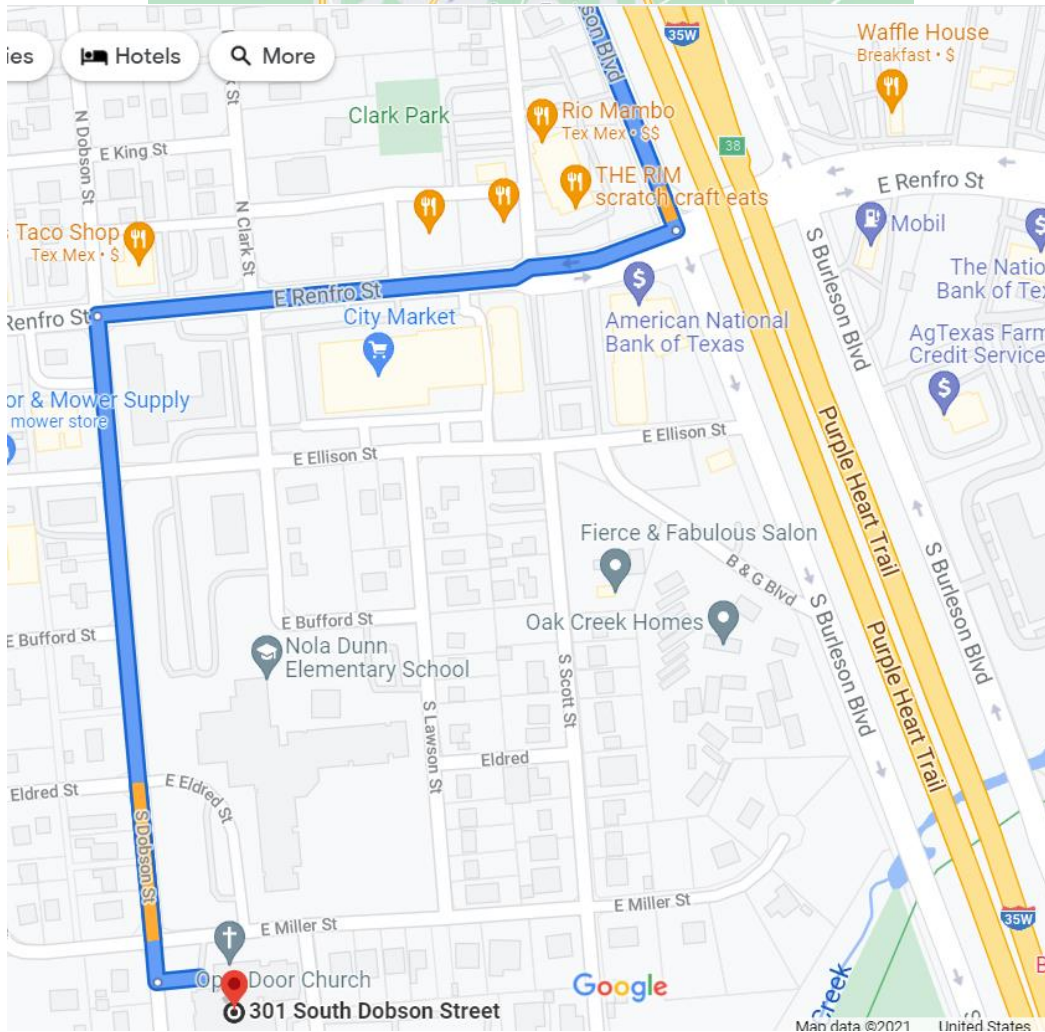 ies
Hotels
More
son Blvd
35W
Waffle House
Breakfast • $
N Dobson St
St
Clark Park
Rio Mambo
Tex Mex • $$
38
E King St
THE RIM
scratch craft eats
E Renfro St
N Clark St
Mobil
s Taco Shop
Tex Mex • $
S Burleson Blvd
The Natio
Bank of Tex
E Renfro St
Renfro St
City Market
American National
Bank of Texas
AgTexas Farm
Credit Service
or & Mower Supply
mower store
Purple Heart Trail
E Ellison St
E Ellison St
Fierce & Fabulous Salon
B & G Blvd
S Burleson Blvd
E Bufford St
E Bufford St
Oak Creek Homes
S Burleson Blvd
Nola Dunn
Elementary School
Purple Heart Trail
S Scott St
S Lawson St
Eldred
Eldred St
E Eldred St
S Dobson St
E Miller St
E Miller St
35W
Open Door Church
Google
Creek
B
301 South Dobson Street
Map data ©2021
United States